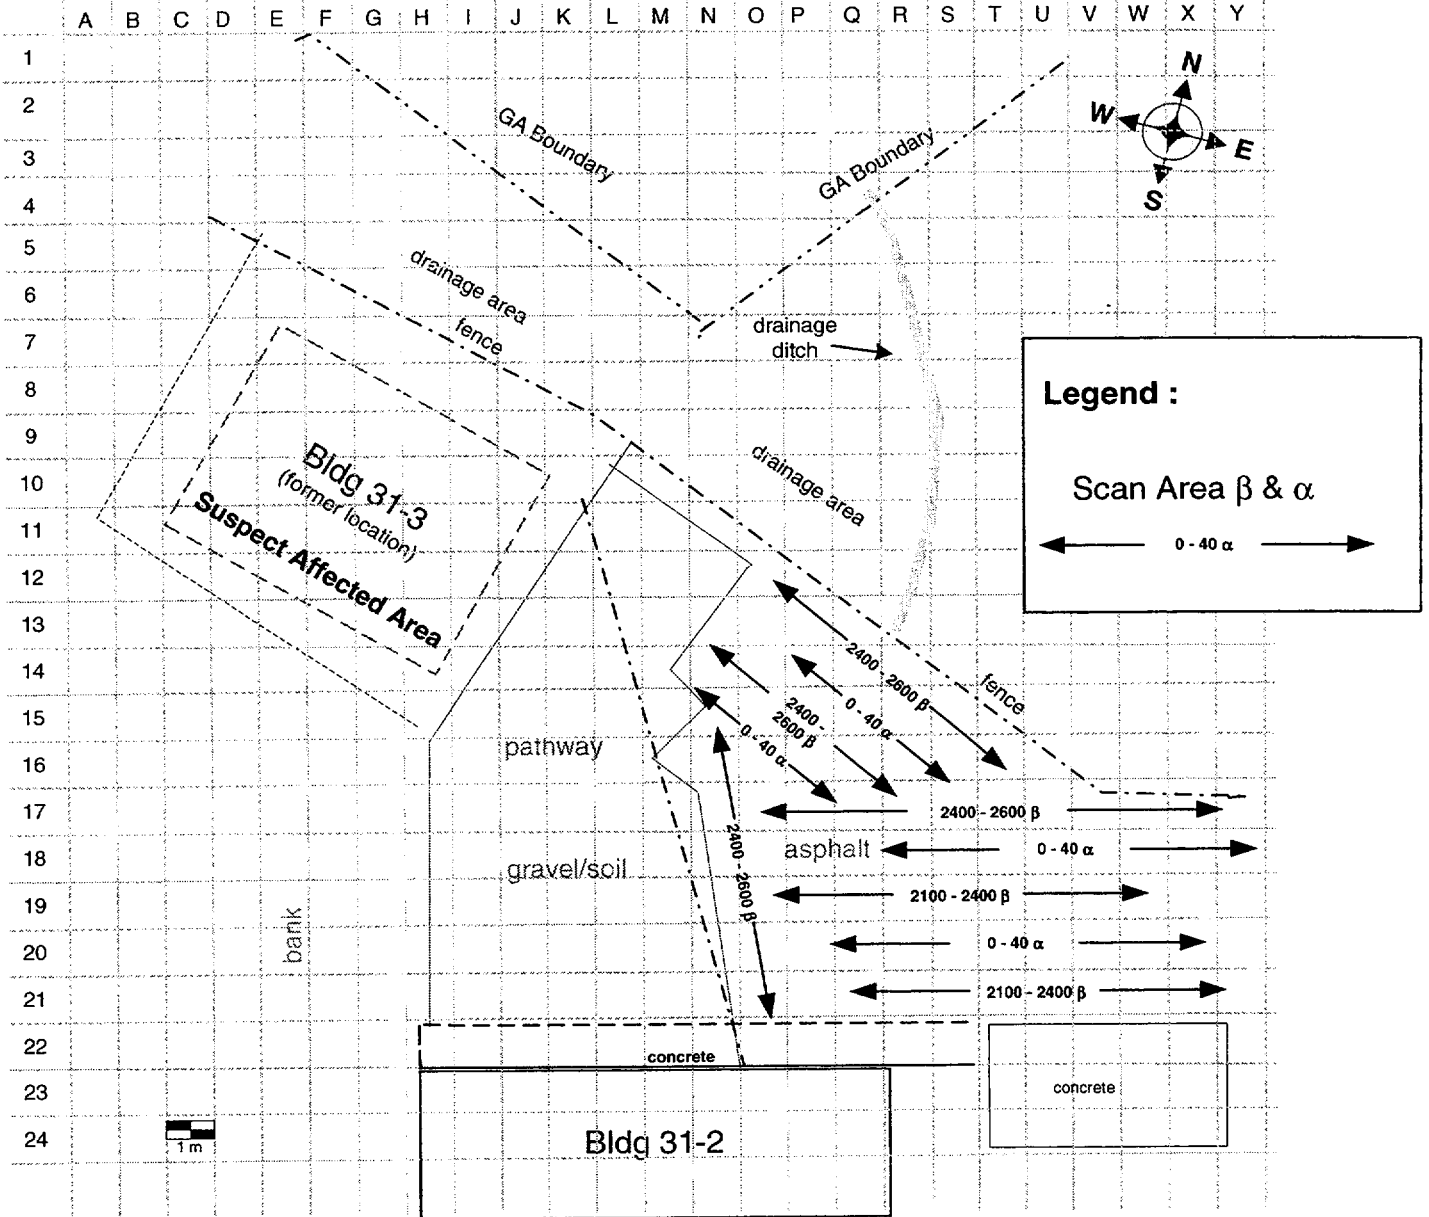 A B C D E F G H I J K L M N O P Q R S T U V W X Y
1
2
3
4
5
6
7
8
9
10
11
12
13
14
15
16
17
18
19
20
21
22
23
24
N
W
E
S
GA Boundary
GA Boundary
drainage area
fence
drainage
ditch
Legend :
Scan Area β & α
0 - 40 α
Bldg 31-3
(former location)
Suspect Affected Area
drainage area
fence
2400 - 2600 β
0 - 40 α
2400 -
2600 β
0 - 40 α
pathway
2400 - 2600 β
2400 - 2600 β
asphalt
0 - 40 α
gravel/soil
2100 - 2400 β
bank
0 - 40 α
2100 - 2400 β
concrete
concrete
1 m
Bldg 31-2